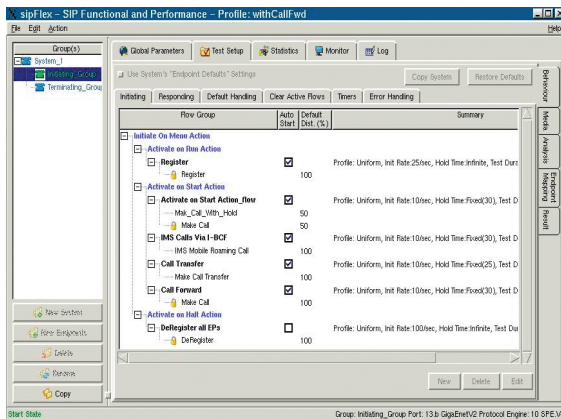 sipFlex – SIP Functional and Performance – Profile: withCallFwd
File Edit Action Help
Group(s)
System_1
Initiating_Group
Terminating_Grou
New System
New Endpoints
Delete
Rename
Copy
Global Parameters Test Setup Statistics Monitor Log
Use System's "Endpoint Defaults" Settings Copy System Restore Defaults
Initiating Responding Default Handling Clear Active Flows Timers Error Handling
Flow Group Auto Start Default Dist. (%) Summary
Initiate On Menu Action
Activate on Run Action
Register Profile: Uniform, Init Rate:25/sec, Hold Time:Infinite, Test Dura
Register 100
Activate on Start Action
Activate on Start Action_flow Profile: Uniform, Init Rate:10/sec, Hold Time:Fixed(30), Test D
Mak_Call_With_Hold 50
Make Call 50
IMS Calls Via I-BCF Profile: Uniform, Init Rate:10/sec, Hold Time:Fixed(30), Test D
IMS Mobile Roaming Call 100
Call Transfer Profile: Uniform, Init Rate:10/sec, Hold Time:Fixed(25), Test D
Make Call Transfer 100
Call Forward Profile: Uniform, Init Rate:10/sec, Hold Time:Fixed(30), Test D
Make Call 100
Activate on Halt Action
DeRegister all EPs Profile: Uniform, Init Rate:100/sec, Hold Time:Infinite, Test Dur
DeRegister 100
New Delete Edit
Behaviour
Media
Analysis
Endpoint Mapping
Result
Start State Group: Initiating_Group Port: 13.b GigaEnetV2 Protocol Engine: 10 SPE.V